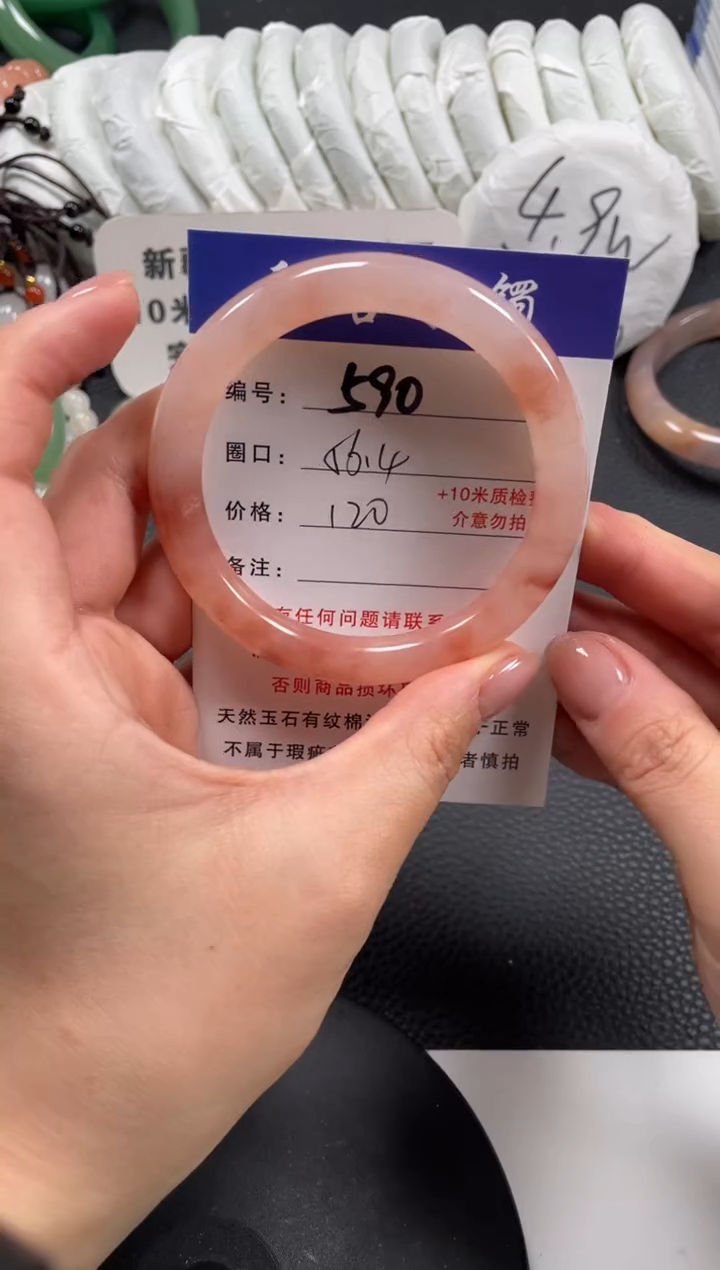 4.8W
新
10米
镯
编号：590
圈口：56.4
价格：120
+10米质检
介意勿拍
备注：
有任何问题请联系
否则商品损坏
天然玉石有纹棉 正常
不属于瑕疵 者慎拍